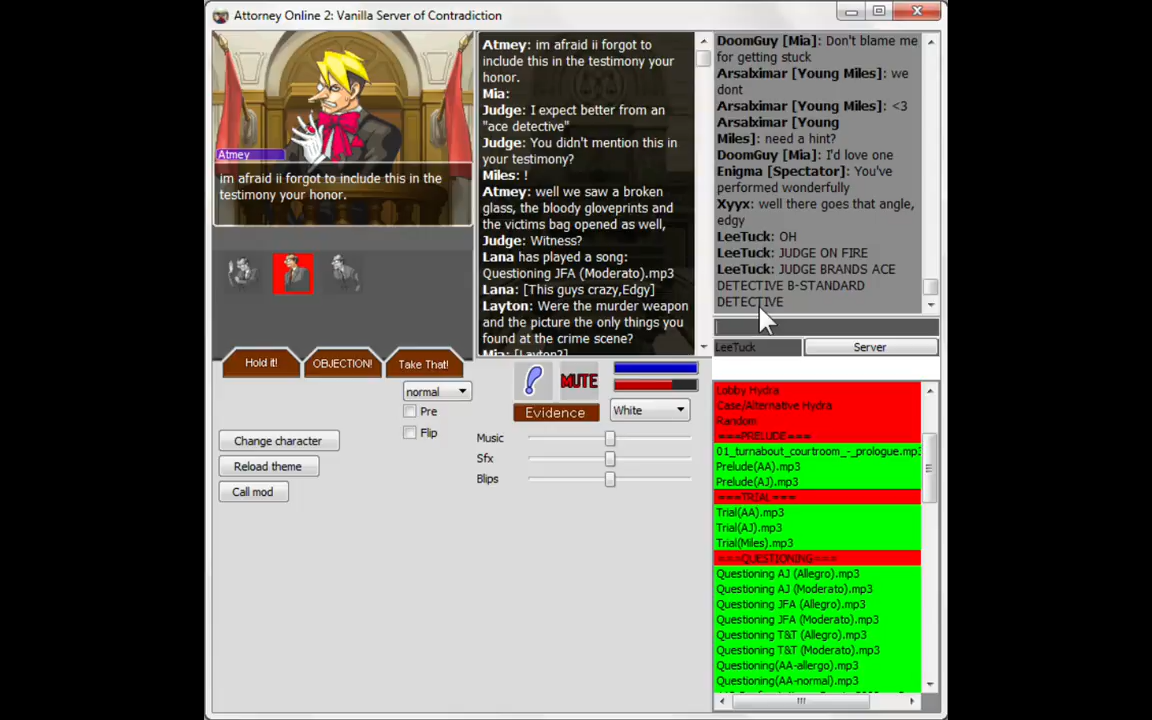 Attorney Online 2: Vanilla Server of Contradiction
Atmey
im afraid ii forgot to include this in the
testimony your honor.
Hold it!
OBJECTION!
Take That!
normal
Pre
Flip
Change character
Reload theme
Call mod
Atmey: im afraid ii forgot to
include this in the testimony your
honor.
Mia:
Judge: I expect better from an
"ace detective"
Judge: You didn't mention this in
your testimony?
Miles: !
Atmey: well we saw a broken
glass, the bloody gloveprints and
the victims bag opened as well,
Judge: Witness?
Lana has played a song:
Questioning JFA (Moderato).mp3
Lana: [This guys crazy,Edgy]
Layton: Were the murder weapon
and the picture the only things you
found at the crime scene?
Mia: [Layton?]
MUTE
Evidence
White
Music
Sfx
Blips
DoomGuy [Mia]: Don't blame me
for getting stuck
Arsalximar [Young Miles]: we
dont
Arsalximar [Young Miles]: <3
Arsalximar [Young
Miles]: need a hint?
DoomGuy [Mia]: I'd love one
Enigma [Spectator]: You've
performed wonderfully
Xyyx: well there goes that angle,
edgy
LeeTuck: OH
LeeTuck: JUDGE ON FIRE
LeeTuck: JUDGE BRANDS ACE
DETECTIVE B-STANDARD
DETECTIVE
LeeTuck
Server
Lobby Hydra
Case/Alternative Hydra
Random
===PRELUDE===
01_turnabout_courtroom_-_prologue.mp3
Prelude(AA).mp3
Prelude(AJ).mp3
===TRIAL===
Trial(AA).mp3
Trial(AJ).mp3
Trial(Miles).mp3
===QUESTIONING===
Questioning AJ (Allegro).mp3
Questioning AJ (Moderato).mp3
Questioning JFA (Allegro).mp3
Questioning JFA (Moderato).mp3
Questioning T&T (Allegro).mp3
Questioning T&T (Moderato).mp3
Questioning(AA-allergo).mp3
Questioning(AA-normal).mp3